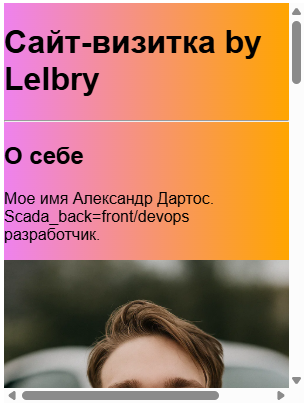 Сайт-визитка by
Lelbry
О себе
Мое имя Александр Дартос.
Scada_back=front/devops
разработчик.